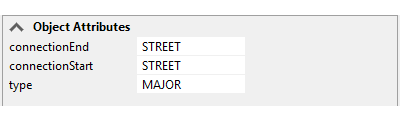 Object Attributes
connectionEnd STREET
connectionStart STREET
type MAJOR